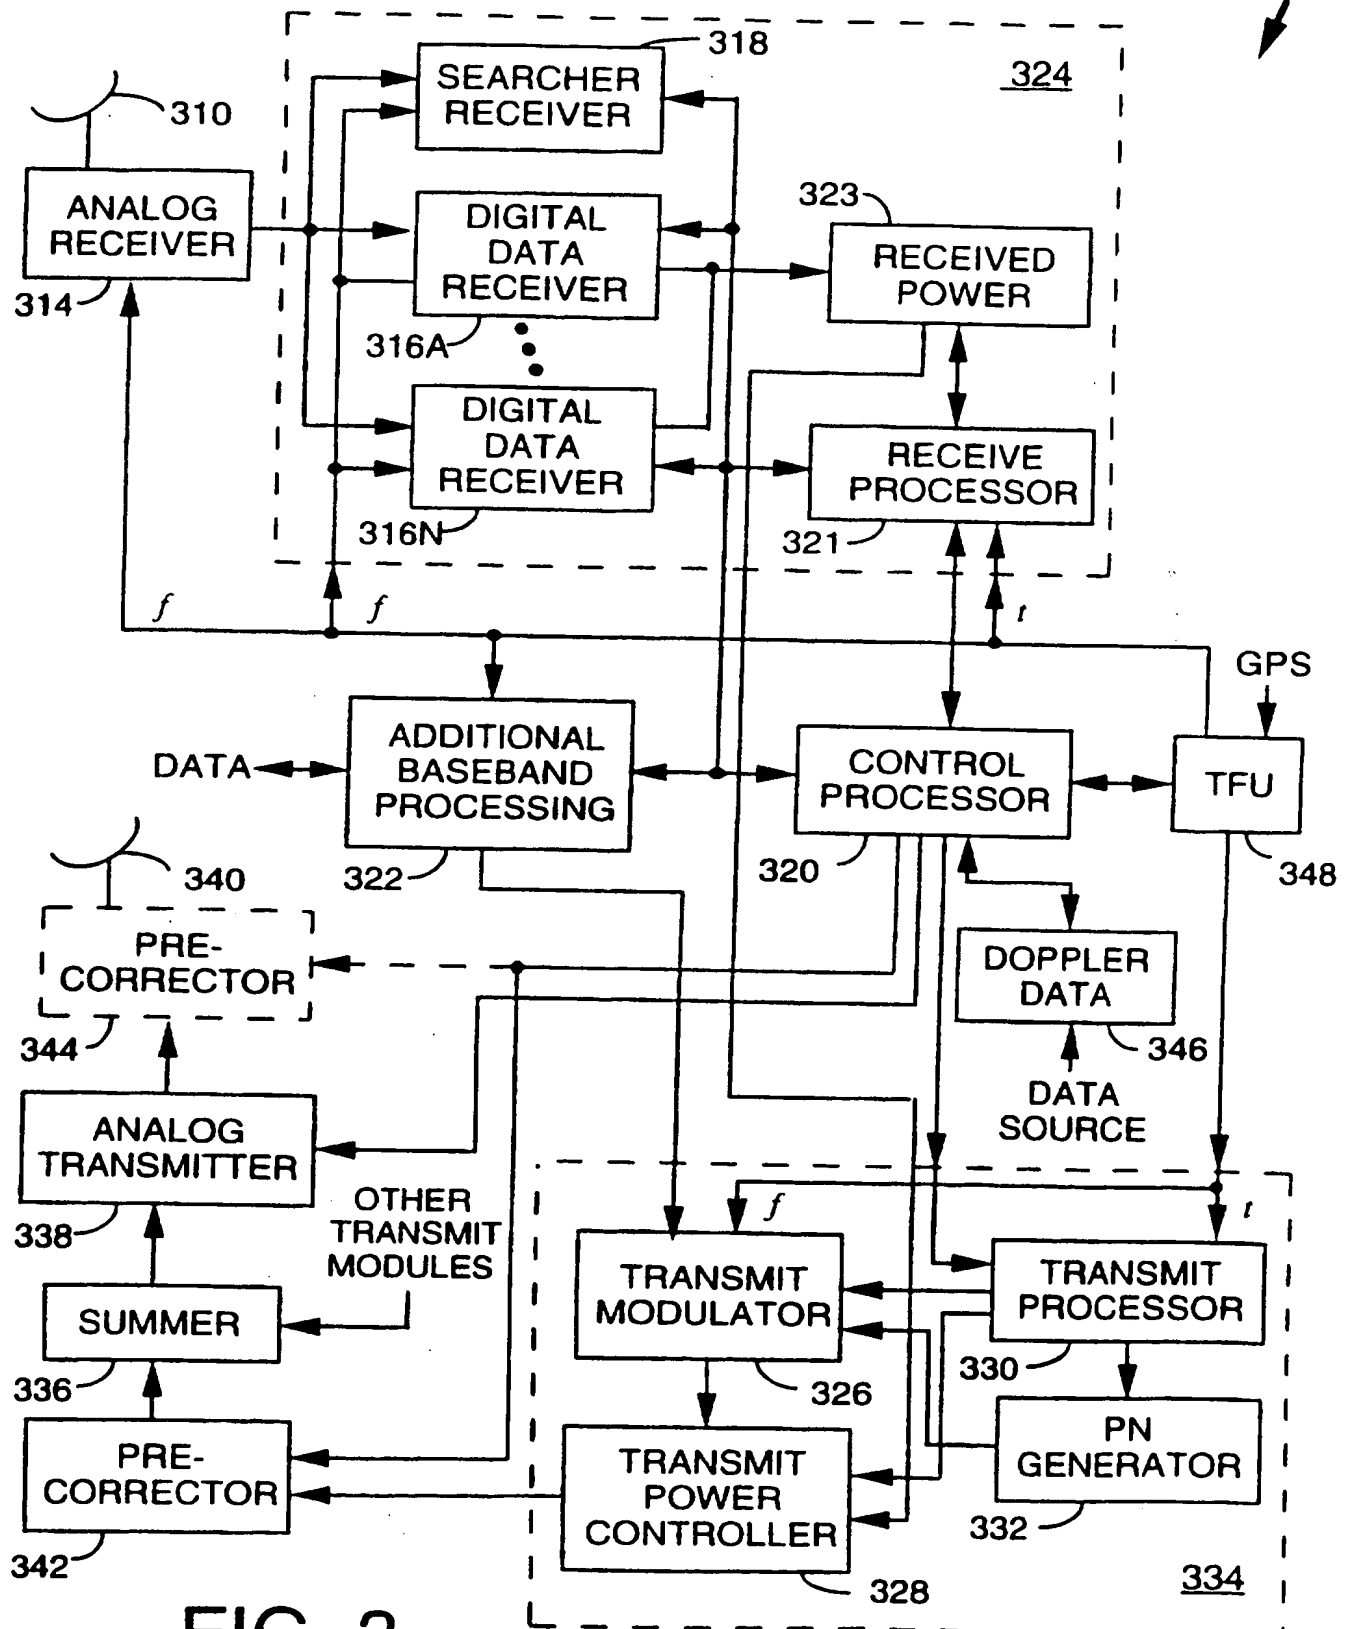 318
SEARCHER
RECEIVER
324
310
ANALOG
RECEIVER
314
DIGITAL
DATA
RECEIVER
316A
323
RECEIVED
POWER
DIGITAL
DATA
RECEIVER
316N
RECEIVE
PROCESSOR
321
f
f
t
GPS
DATA
ADDITIONAL
BASEBAND
PROCESSING
322
CONTROL
PROCESSOR
320
TFU
348
340
PRE-
CORRECTOR
344
DOPPLER
DATA
346
DATA
SOURCE
ANALOG
TRANSMITTER
338
OTHER
TRANSMIT
MODULES
f
t
SUMMER
336
TRANSMIT
MODULATOR
326
TRANSMIT
PROCESSOR
330
PRE-
CORRECTOR
342
TRANSMIT
POWER
CONTROLLER
328
PN
GENERATOR
332
334
FIG.